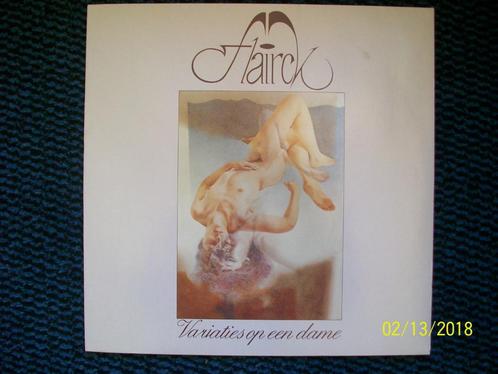 flairck
Variaties op een dame
02/13/2018